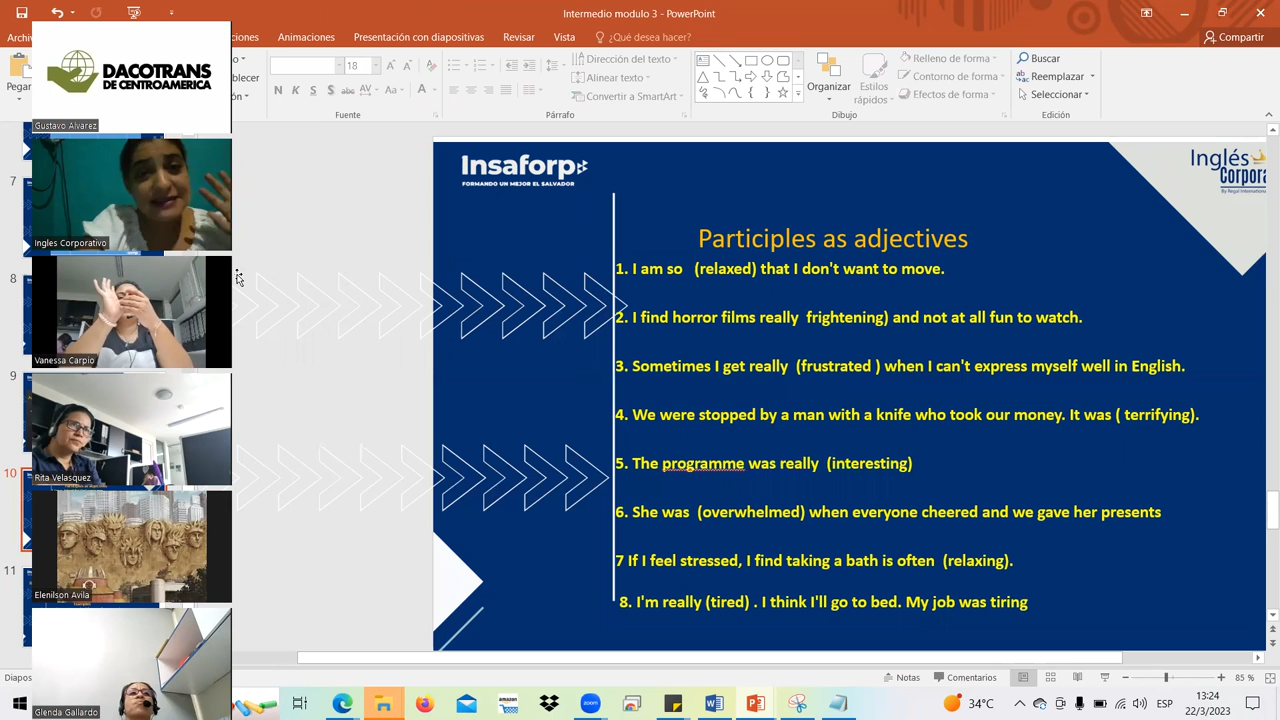 Animaciones
Presentación con diapositivas
Revisar
Vista
¿Qué desea hacer?
Compartir
18
Dirección del texto
Alinear texto
Convertir a SmartArt
Organizar
Estilos
rápidos
Relleno de forma
Contorno de forma
Efectos de forma
Buscar
Reemplazar
Seleccionar
Fuente
Párrafo
Dibujo
Edición
DACOTRANS
DE CENTROAMERICA
Gustavo Alvarez
Ingles Corporativo
Vanessa Carpio
Rita Velasquez
Elenilson Avila
Glenda Gallardo
Insaforp
FORMANDO UN MEJOR EL SALVADOR
Inglés
Corpora
By Regal Internationa
Participles as adjectives
1. I am so (relaxed) that I don't want to move.
2. I find horror films really frightening) and not at all fun to watch.
3. Sometimes I get really (frustrated ) when I can't express myself well in English.
4. We were stopped by a man with a knife who took our money. It was ( terrifying).
5. The programme was really (interesting)
6. She was (overwhelmed) when everyone cheered and we gave her presents
7 If I feel stressed, I find taking a bath is often (relaxing).
8. I'm really (tired) . I think I'll go to bed. My job was tiring
Notas
Comentarios
85 %
amazon
zoom
ESP
13:24
22/3/2023